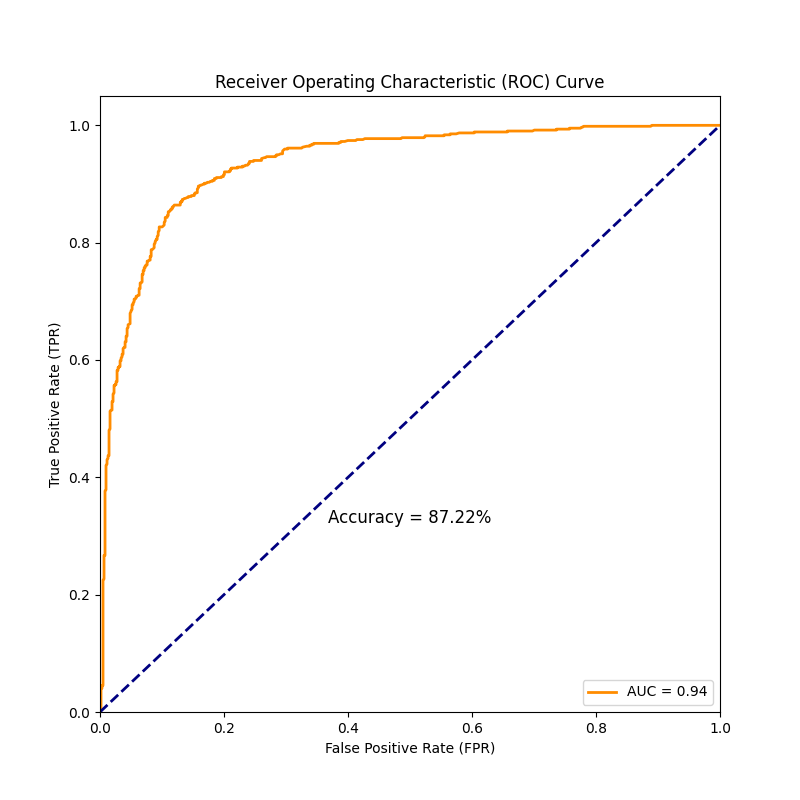 Receiver Operating Characteristic (ROC) Curve
True Positive Rate (TPR)
1.0
0.8
0.6
0.4
0.2
0.0
Accuracy = 87.22%
AUC = 0.94
0.0 0.2 0.4 0.6 0.8 1.0
False Positive Rate (FPR)